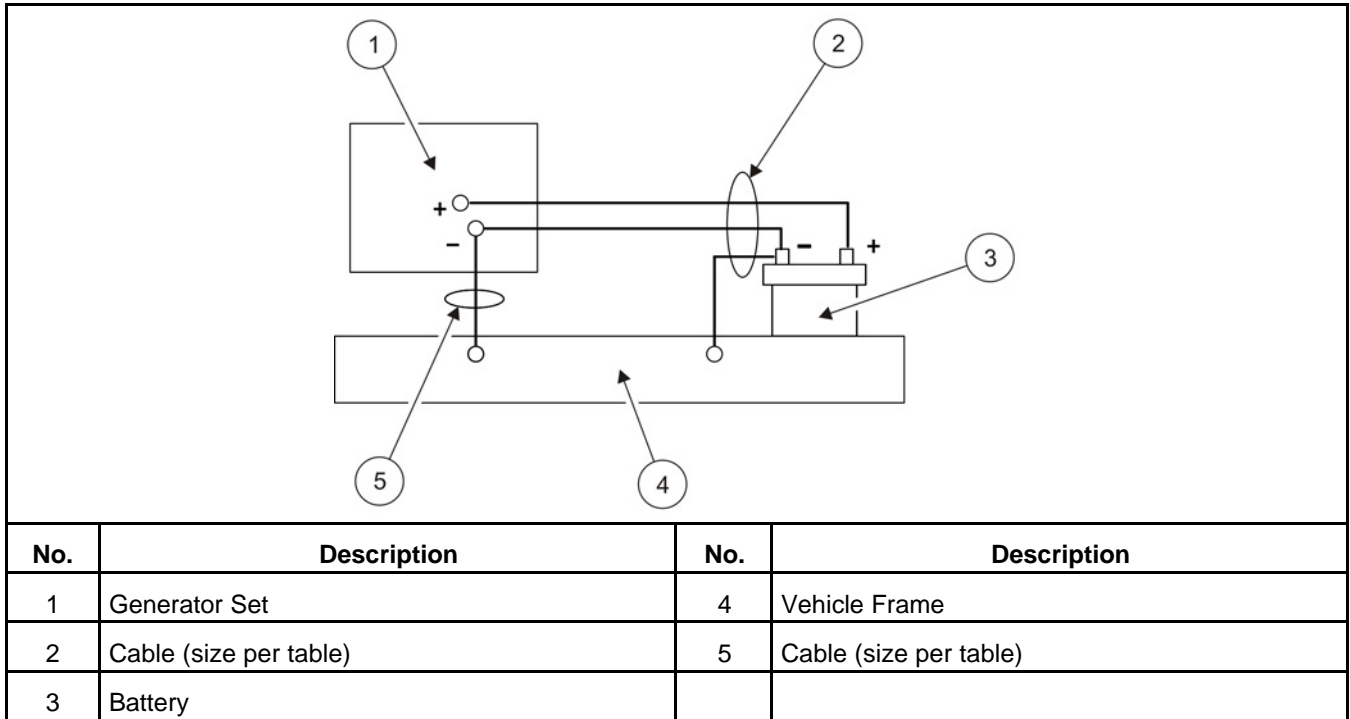 1
2
+
−
−
+
3
5
4
No. Description No. Description
1 Generator Set 4 Vehicle Frame
2 Cable (size per table) 5 Cable (size per table)
3 Battery